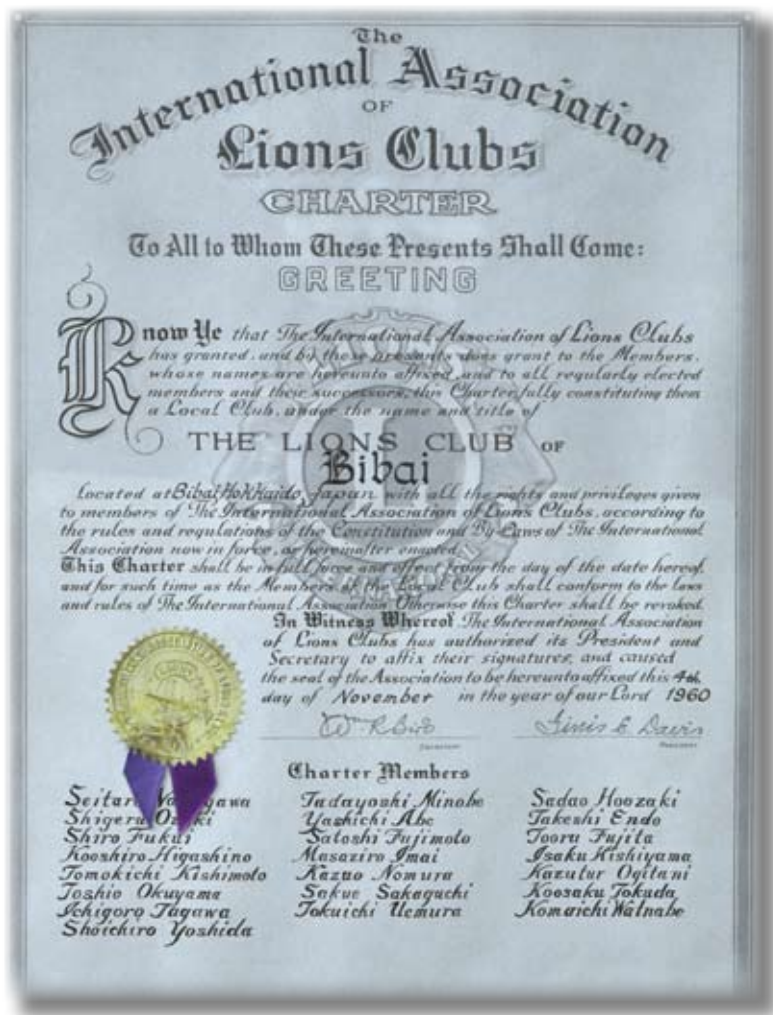 The
International Association
OF
Lions Clubs
CHARTER
To All to Whom These Presents Shall Come:
GREETING
Know Ye that The International Association of Lions Clubs
has granted, and by these presents does grant to the Members,
whose names are hereunto affixed, and to all regularly elected
members and their successors, this Charter fully constituting them
a Local Club, under the name and title of
THE LIONS CLUB OF
Bibai
Located at Bibai, Hokkaido, Japan with all the rights and privileges given
to members of The International Association of Lions Clubs, according to
the rules and regulations of the Constitution and By-Laws of The International
Association now in force, or hereinafter enacted.
This Charter shall be in full force and effect from the day of the date hereof,
and for such time as the Members of the Local Club shall conform to the laws
and rules of The International Association. Otherwise this Charter shall be revoked.
In Witness Whereof The International Association
of Lions Clubs has authorized its President and
Secretary to affix their signatures, and caused
the seal of the Association to be hereunto affixed this 4th
day of November in the year of our Lord 1960
Wm R Bird Finis E Davis
Secretary President
Charter Members
Seitaro Tadayoshi Minobe Sadao Hoozaki
Shigeru Yashichi Abe Takeshi Endo
Shiro Fukui Satoshi Fujimoto Tooru Fujita
Kooshiro Higashino Masaziro Imai Isaku Kishiyama
Tomokichi Kishimoto Kazuo Nomura Kazutur Ogitani
Toshio Okuyama Sakue Sakaguchi Koosaku Tokuda
Ichigoro Tagawa Tokuichi Uemura Komaichi Watnabe
Shoichiro Yoshida